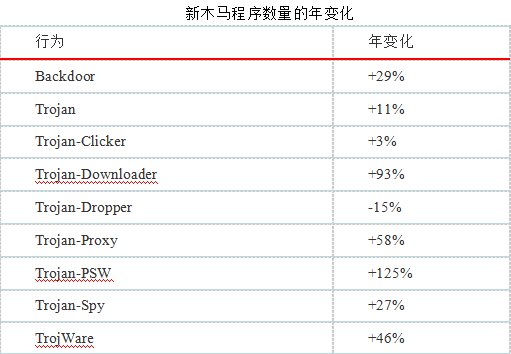 新木马程序数量的年变化
行为 年变化
Backdoor +29%
Trojan +11%
Trojan-Clicker +3%
Trojan-Downloader +93%
Trojan-Dropper -15%
Trojan-Proxy +58%
Trojan-PSW +125%
Trojan-Spy +27%
TrojWare +46%